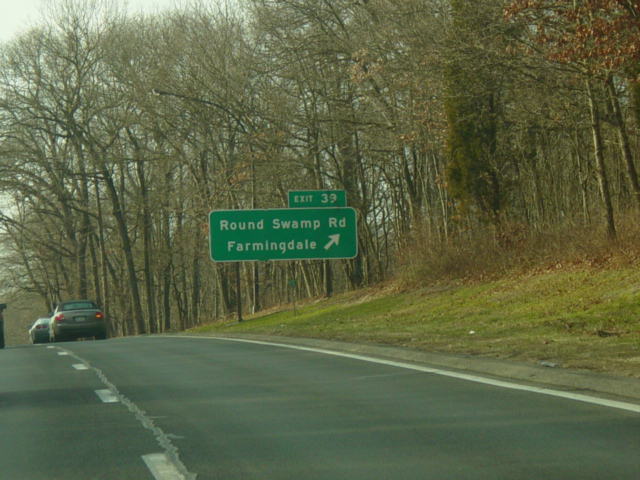 EXIT 39
Round Swamp Rd
Farmingdale